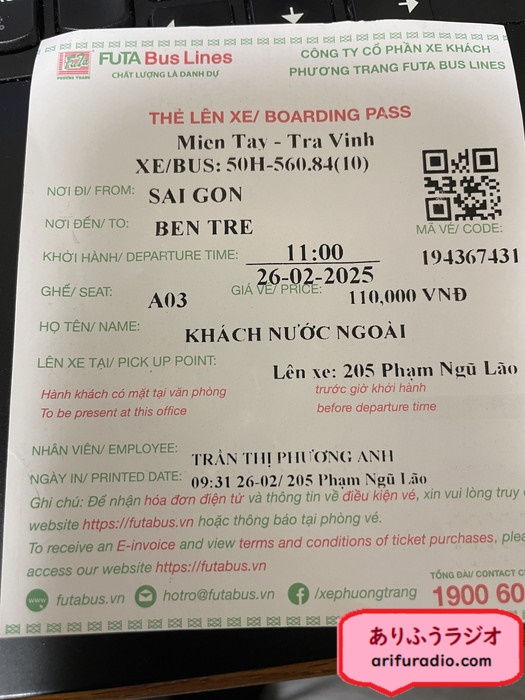 FUTA Bus Lines
CHẤT LƯỢNG LÀ DANH DỰ
CÔNG TY CỔ PHẦN XE KHÁCH
PHƯƠNG TRANG FUTA BUS LINES
FuTa
PHƯƠNG TRANG
THẺ LÊN XE/ BOARDING PASS
Mien Tay - Tra Vinh
XE/BUS: 50H-560.84(10)
NƠI ĐI/ FROM: SAI GON
NƠI ĐẾN/ TO: BEN TRE
MÃ VÉ/ CODE:
194367431
KHỞI HÀNH/ DEPARTURE TIME: 11:00
26-02-2025
GHẾ/ SEAT: A03 GIÁ VÉ/ PRICE: 110,000 VNĐ
HỌ TÊN/ NAME: KHÁCH NƯỚC NGOÀI
LÊN XE TẠI/ PICK UP POINT: Lên xe: 205 Phạm Ngũ Lão
Hành khách có mặt tại văn phòng trước giờ khởi hành
To be present at this office before departure time
NHÂN VIÊN/ EMPLOYEE: TRẦN THỊ PHƯƠNG ANH
NGÀY IN/ PRINTED DATE: 09:31 26-02/ 205 Phạm Ngũ Lão
Ghi chú: Để nhận hóa đơn điện tử và thông tin về điều kiện vé, xin vui lòng truy
website https://futabus.vn hoặc thông báo tại phòng vé.
To receive an E-invoice and view terms and conditions of ticket purchases,
access our website https://futabus.vn
TỔNG ĐÀI/ CONTACT
www futabus.vn hotro@futabus.vn /xephuongtrang 1900 60
ありふうラジオ
arifuradio.com